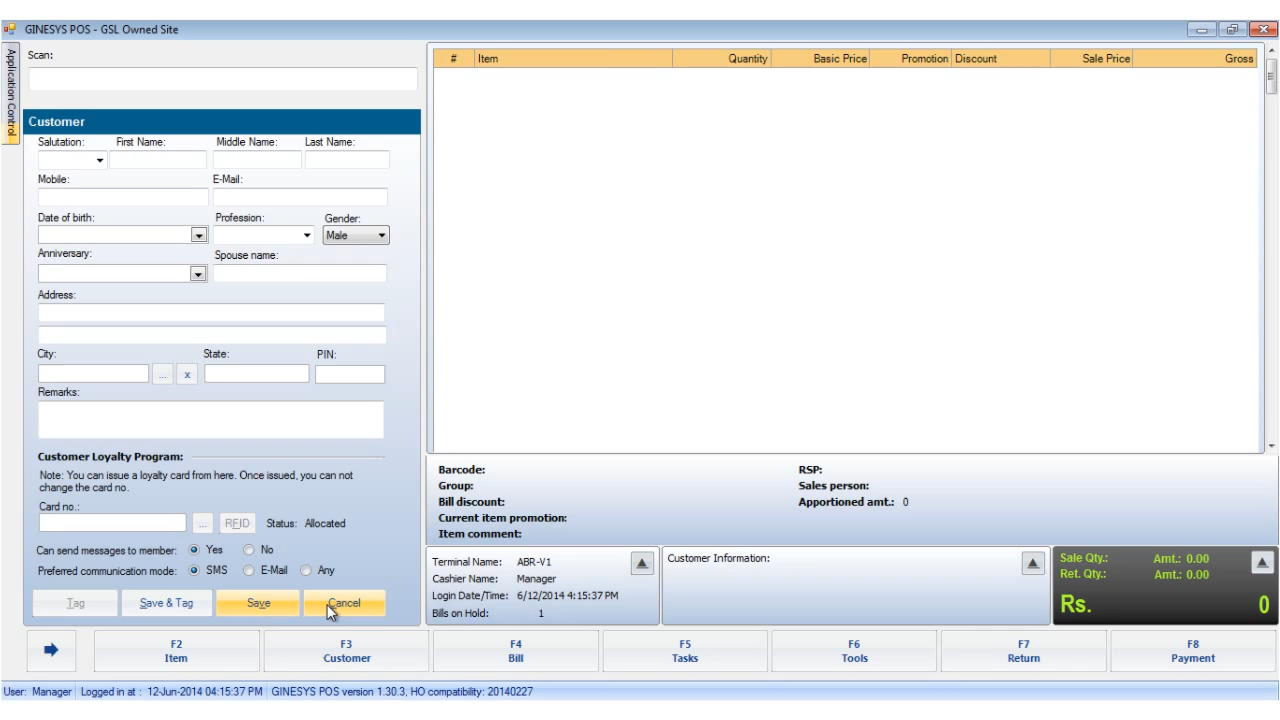 GINESYS POS - GSL Owned Site
Application Control
Scan:
# Item Quantity Basic Price Promotion Discount Sale Price Gross
Customer
Salutation: First Name: Middle Name: Last Name:
Mobile: E-Mail:
Date of birth: Profession: Gender:
Male
Anniversary: Spouse name:
Address:
City: State: PIN:
... x
Remarks:
Customer Loyalty Program:
Note: You can issue a loyalty card from here. Once issued, you can not
change the card no.
Card no.:
... RFID Status: Allocated
Can send messages to member: Yes No
Preferred communication mode: SMS E-Mail Any
Tag Save & Tag Save Cancel
Barcode: RSP:
Group: Sales person:
Bill discount: Apportioned amt.: 0
Current item promotion:
Item comment:
Terminal Name: ABR-V1
Cashier Name: Manager
Login Date/Time: 6/12/2014 4:15:37 PM
Bills on Hold: 1
Customer Information:
Sale Qty.: Amt.: 0.00
Ret. Qty.: Amt.: 0.00
Rs. 0
F2 F3 F4 F5 F6 F7 F8
Item Customer Bill Tasks Tools Return Payment
User: Manager Logged in at : 12-Jun-2014 04:15:37 PM GINESYS POS version 1.30.3, HO compatibility: 20140227